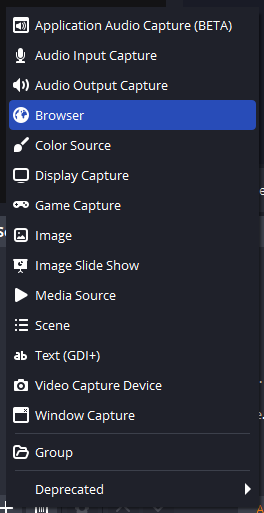 Application Audio Capture (BETA)
Audio Input Capture
Audio Output Capture
Browser
Color Source
Display Capture
Game Capture
Image
Image Slide Show
Media Source
Scene
ab Text (GDI+)
Video Capture Device
Window Capture
Group
Deprecated